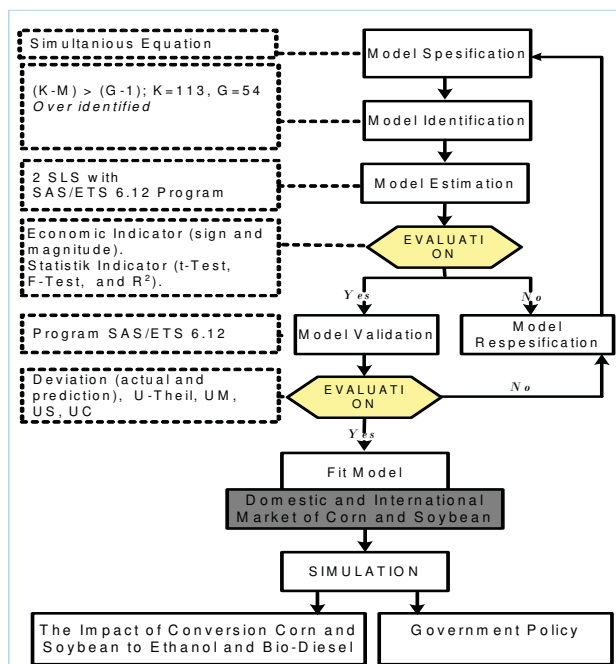 Simultanious Equation
Model Spesification
(K-M) > (G-1); K=113, G=54
Over identified
Model Identification
2 SLS with
SAS/ETS 6.12 Program
Model Estimation
Economic Indicator (sign and
magnitude).
Statistik Indicator (t-Test,
F-Test, and R²).
EVALUATI
ON
Yes
No
Program SAS/ETS 6.12
Model Validation
Model
Respesification
Deviation (actual and
prediction), U-Theil, UM,
US, UC
EVALUATI
ON
No
Yes
Fit Model
Domestic and International
Market of Corn and Soybean
SIMULATION
The Impact of Conversion Corn and
Soybean to Ethanol and Bio-Diesel
Government Policy